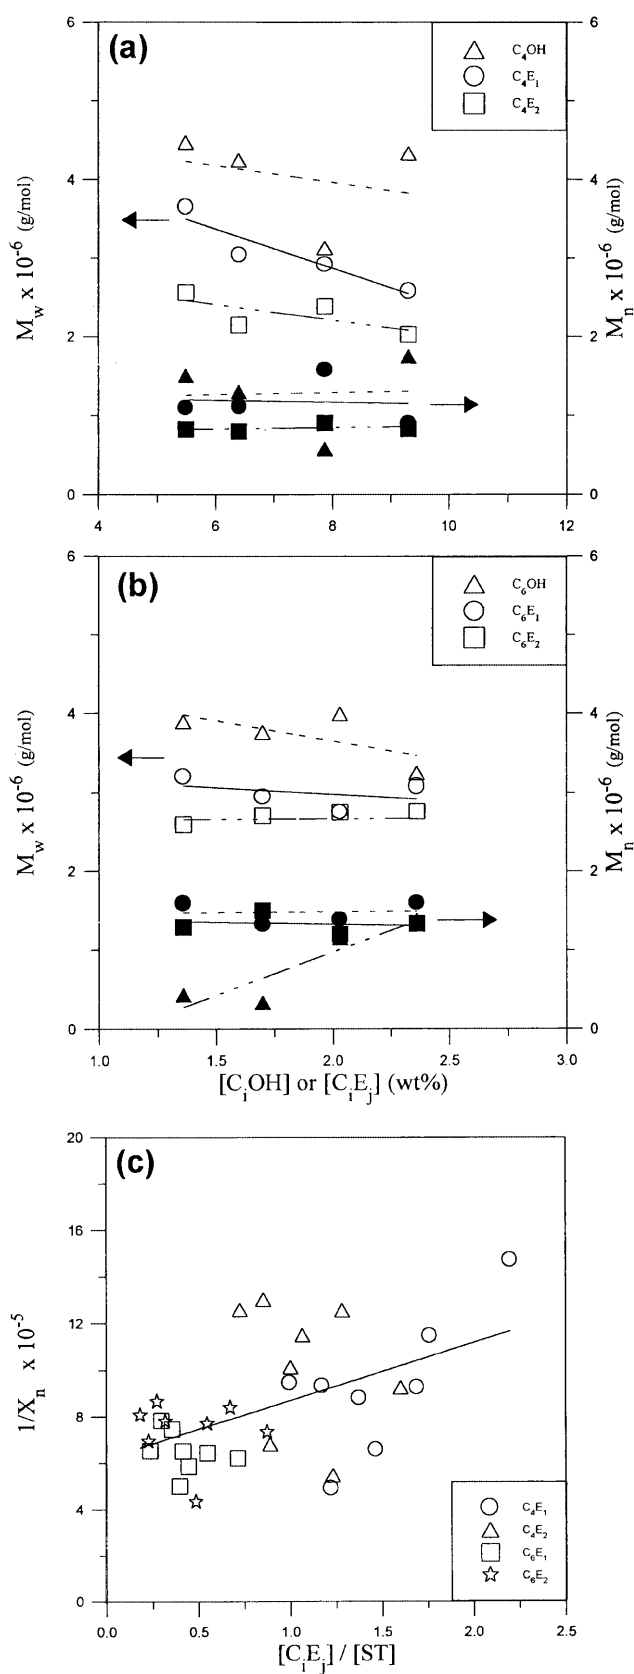 (a)
C4OH
C4E1
C4E2
6
4
2
0
6
4
2
0
Mw x 10-6 (g/mol)
Mn x 10-6 (g/mol)
4 6 8 10 12
(b)
C6OH
C6E1
C6E2
6
4
2
0
6
4
2
0
Mw x 10-6 (g/mol)
Mn x 10-6 (g/mol)
1.0 1.5 2.0 2.5 3.0
[CiOH] or [CiEj] (wt%)
(c)
20
16
12
8
4
0
1/Xn x 10-5
C4E1
C4E2
C6E1
C6E2
0.0 0.5 1.0 1.5 2.0 2.5
[CiEj] / [ST]